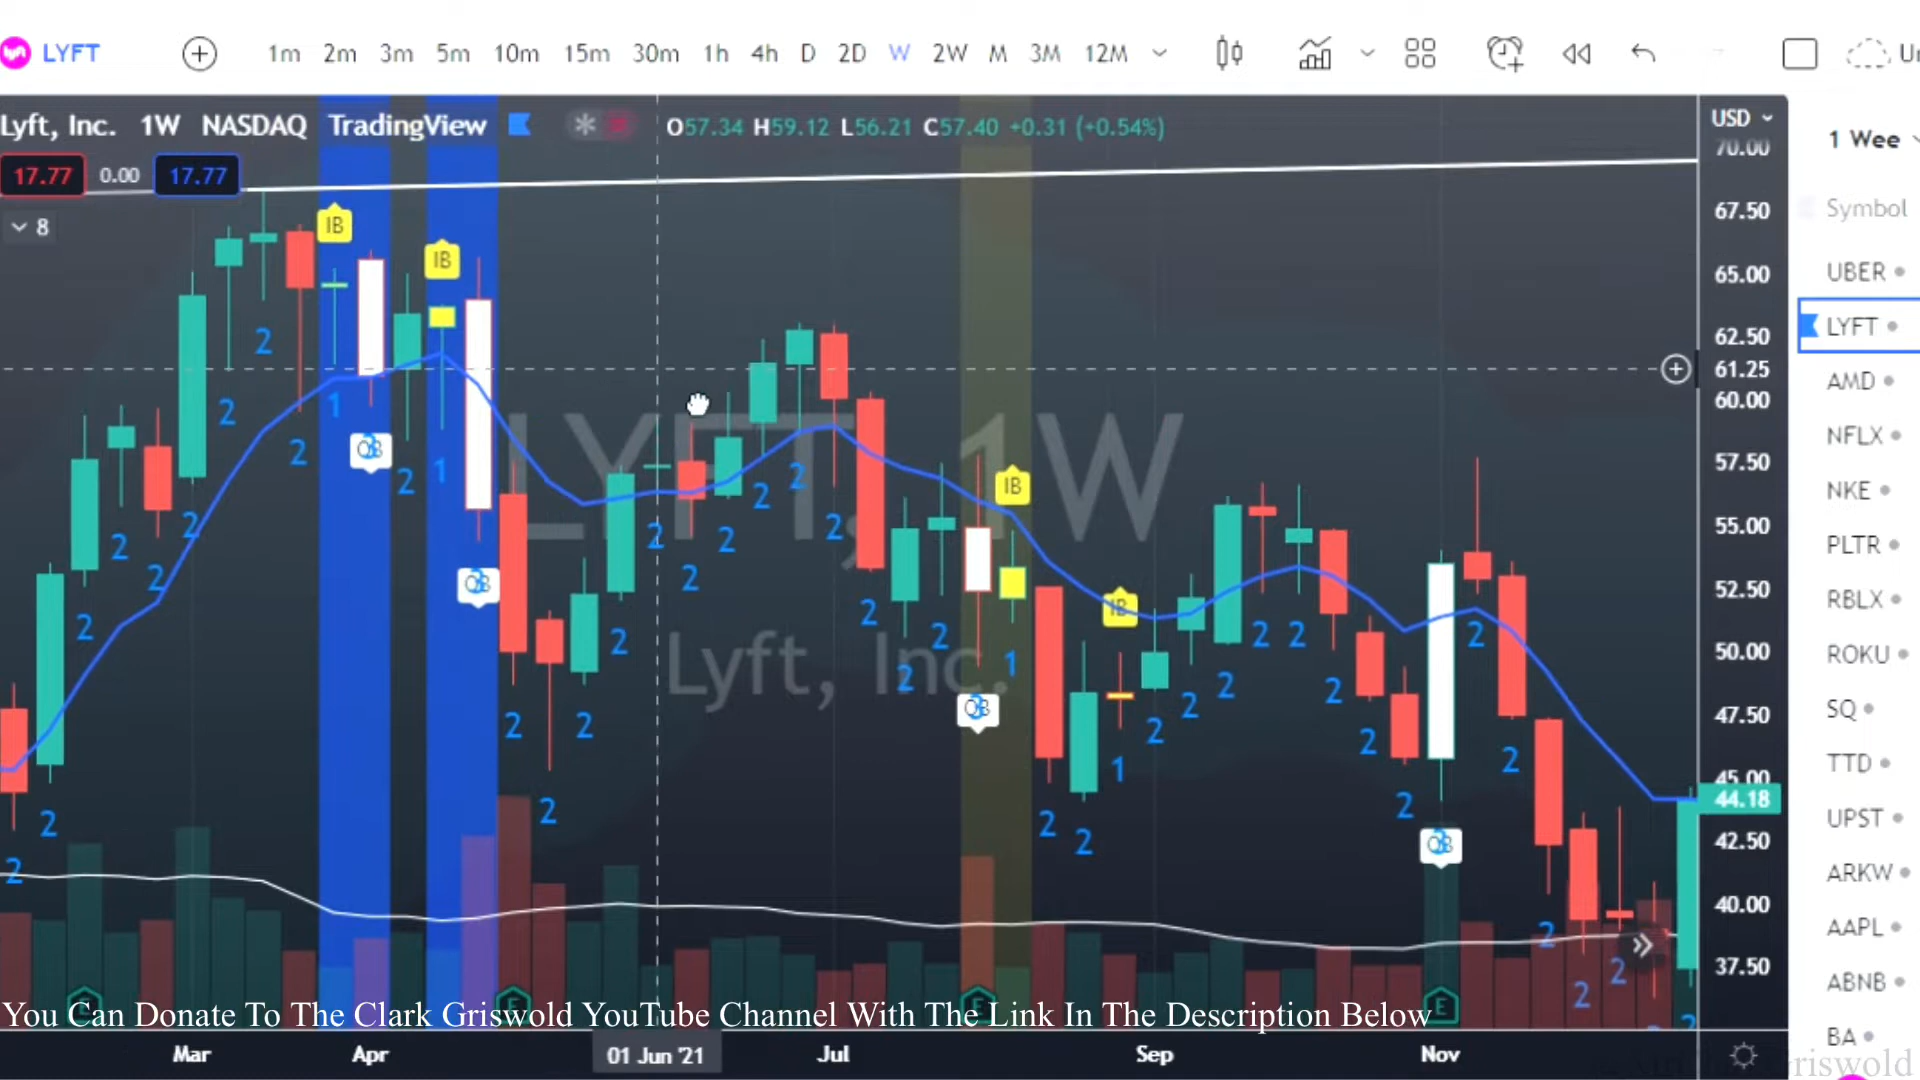 LYFT 1m 2m 3m 5m 10m 15m 30m 1h 4h D 2D W 2W M 3M 12M
Lyft, Inc. 1W NASDAQ TradingView O57.34 H59.12 L56.21 C57.40 +0.31 (+0.54%)
USD
1 Wee
17.77 0.00 17.77
8
70.00
67.50
65.00
62.50
61.25
60.00
57.50
55.00
52.50
50.00
47.50
45.00
44.18
42.50
40.00
37.50
Symbol
UBER
LYFT
AMD
NFLX
NKE
PLTR
RBLX
ROKU
SQ
TTD
UPST
ARKW
AAPL
ABNB
BA
IB
IB
IB
IB
LYFT, 1W
Lyft, Inc.
You Can Donate To The Clark Griswold YouTube Channel With The Link In The Description Below
Mar Apr 01 Jun '21 Jul Sep Nov
Griswold